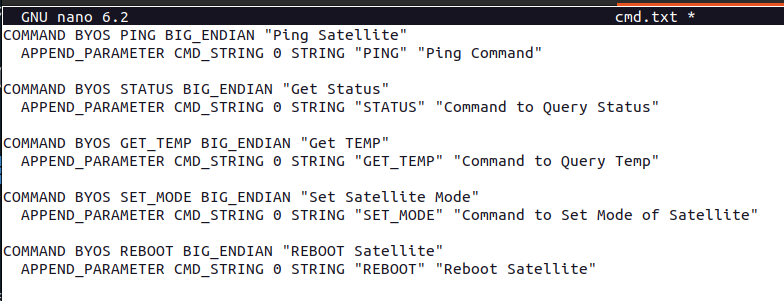 GNU nano 6.2 cmd.txt *
COMMAND BYOS PING BIG_ENDIAN "Ping Satellite"
APPEND_PARAMETER CMD_STRING 0 STRING "PING" "Ping Command"
COMMAND BYOS STATUS BIG_ENDIAN "Get Status"
APPEND_PARAMETER CMD_STRING 0 STRING "STATUS" "Command to Query Status"
COMMAND BYOS GET_TEMP BIG_ENDIAN "Get TEMP"
APPEND_PARAMETER CMD_STRING 0 STRING "GET_TEMP" "Command to Query Temp"
COMMAND BYOS SET_MODE BIG_ENDIAN "Set Satellite Mode"
APPEND_PARAMETER CMD_STRING 0 STRING "SET_MODE" "Command to Set Mode of Satellite"
COMMAND BYOS REBOOT BIG_ENDIAN "REBOOT Satellite"
APPEND_PARAMETER CMD_STRING 0 STRING "REBOOT" "Reboot Satellite"